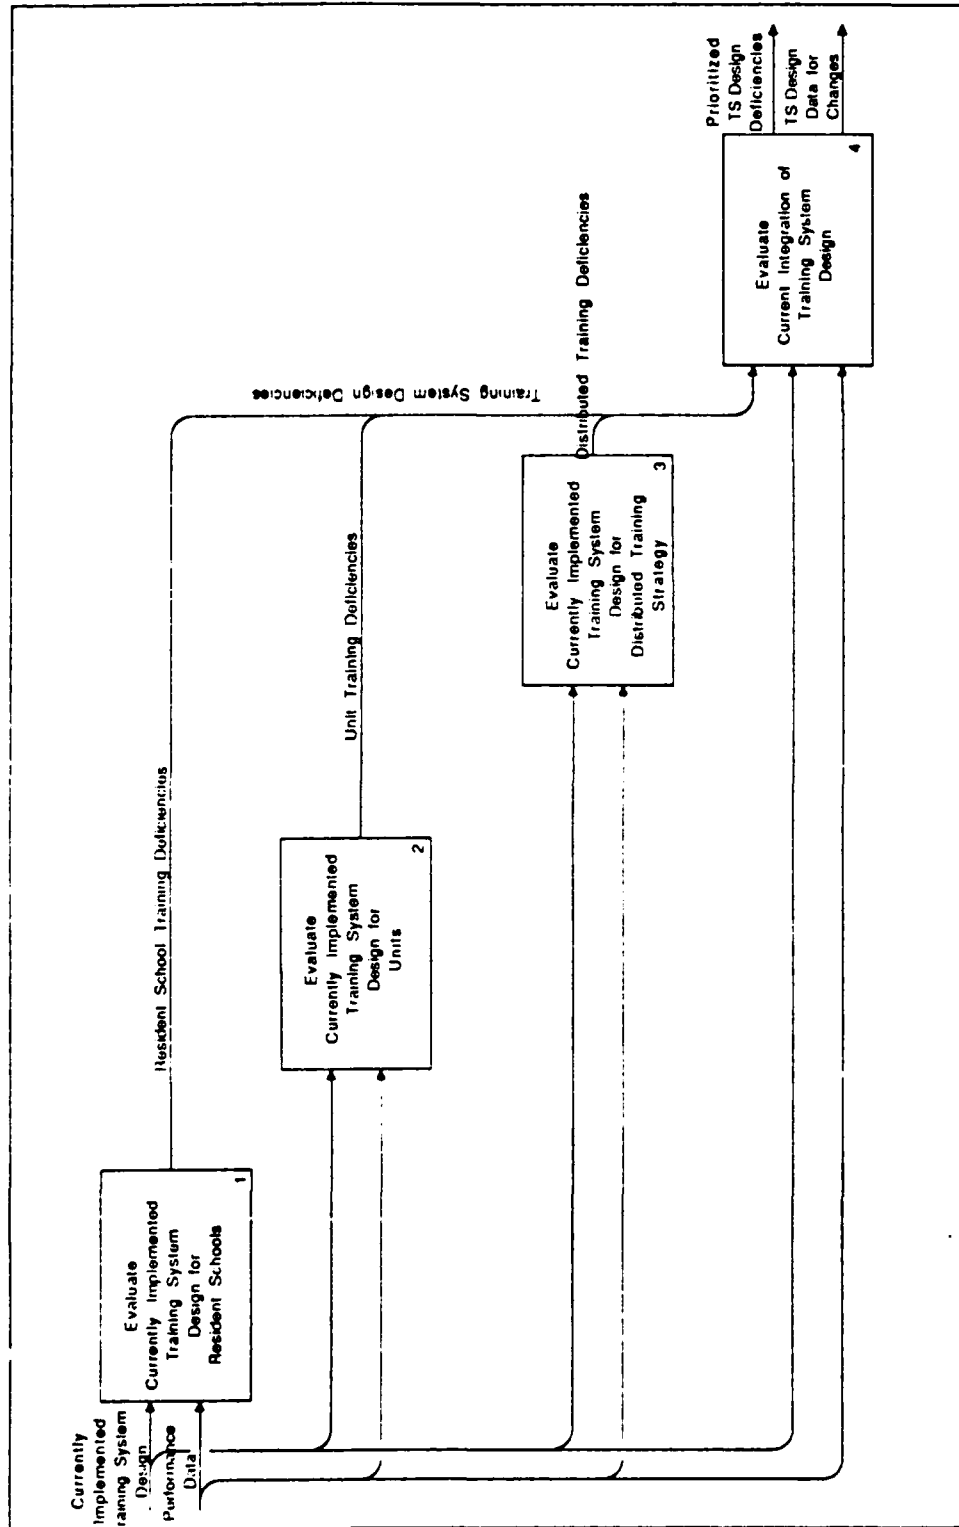 Currently
Implemented
Training System
Design
Performance
Data
Evaluate
Currently Implemented
Training System
Design for
Resident Schools
1
Resident School Training Deficiencies
Evaluate
Currently Implemented
Training System
Design for
Units
2
Unit Training Deficiencies
Training System Design Deficiencies
Evaluate
Currently Implemented
Training System
Design for
Distributed Training
Strategy
3
Distributed Training Deficiencies
Evaluate
Current Integration of
Training System
Design
4
Prioritized
TS Design
Deficiencies
TS Design
Data for
Changes